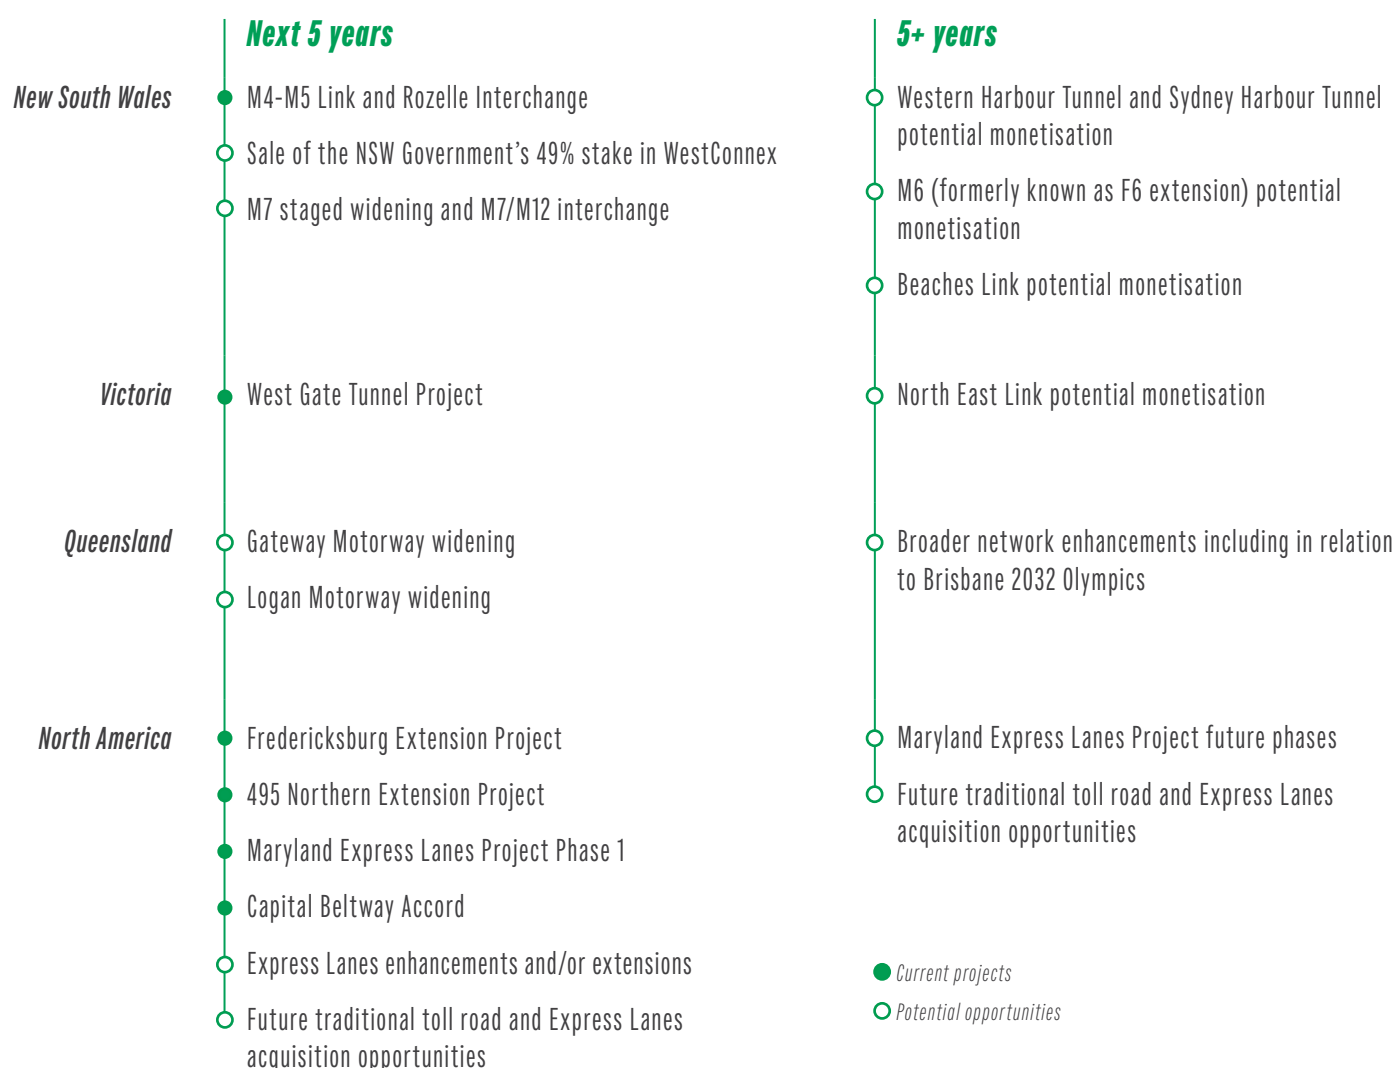 Next 5 years
5+ years
New South Wales
M4-M5 Link and Rozelle Interchange
Sale of the NSW Government’s 49% stake in WestConnex
M7 staged widening and M7/M12 interchange
Western Harbour Tunnel and Sydney Harbour Tunnel
potential monetisation
M6 (formerly known as F6 extension) potential
monetisation
Beaches Link potential monetisation
Victoria
West Gate Tunnel Project
North East Link potential monetisation
Queensland
Gateway Motorway widening
Logan Motorway widening
Broader network enhancements including in relation
to Brisbane 2032 Olympics
North America
Fredericksburg Extension Project
495 Northern Extension Project
Maryland Express Lanes Project Phase 1
Capital Beltway Accord
Express Lanes enhancements and/or extensions
Future traditional toll road and Express Lanes
acquisition opportunities
Maryland Express Lanes Project future phases
Future traditional toll road and Express Lanes
acquisition opportunities
Current projects
Potential opportunities